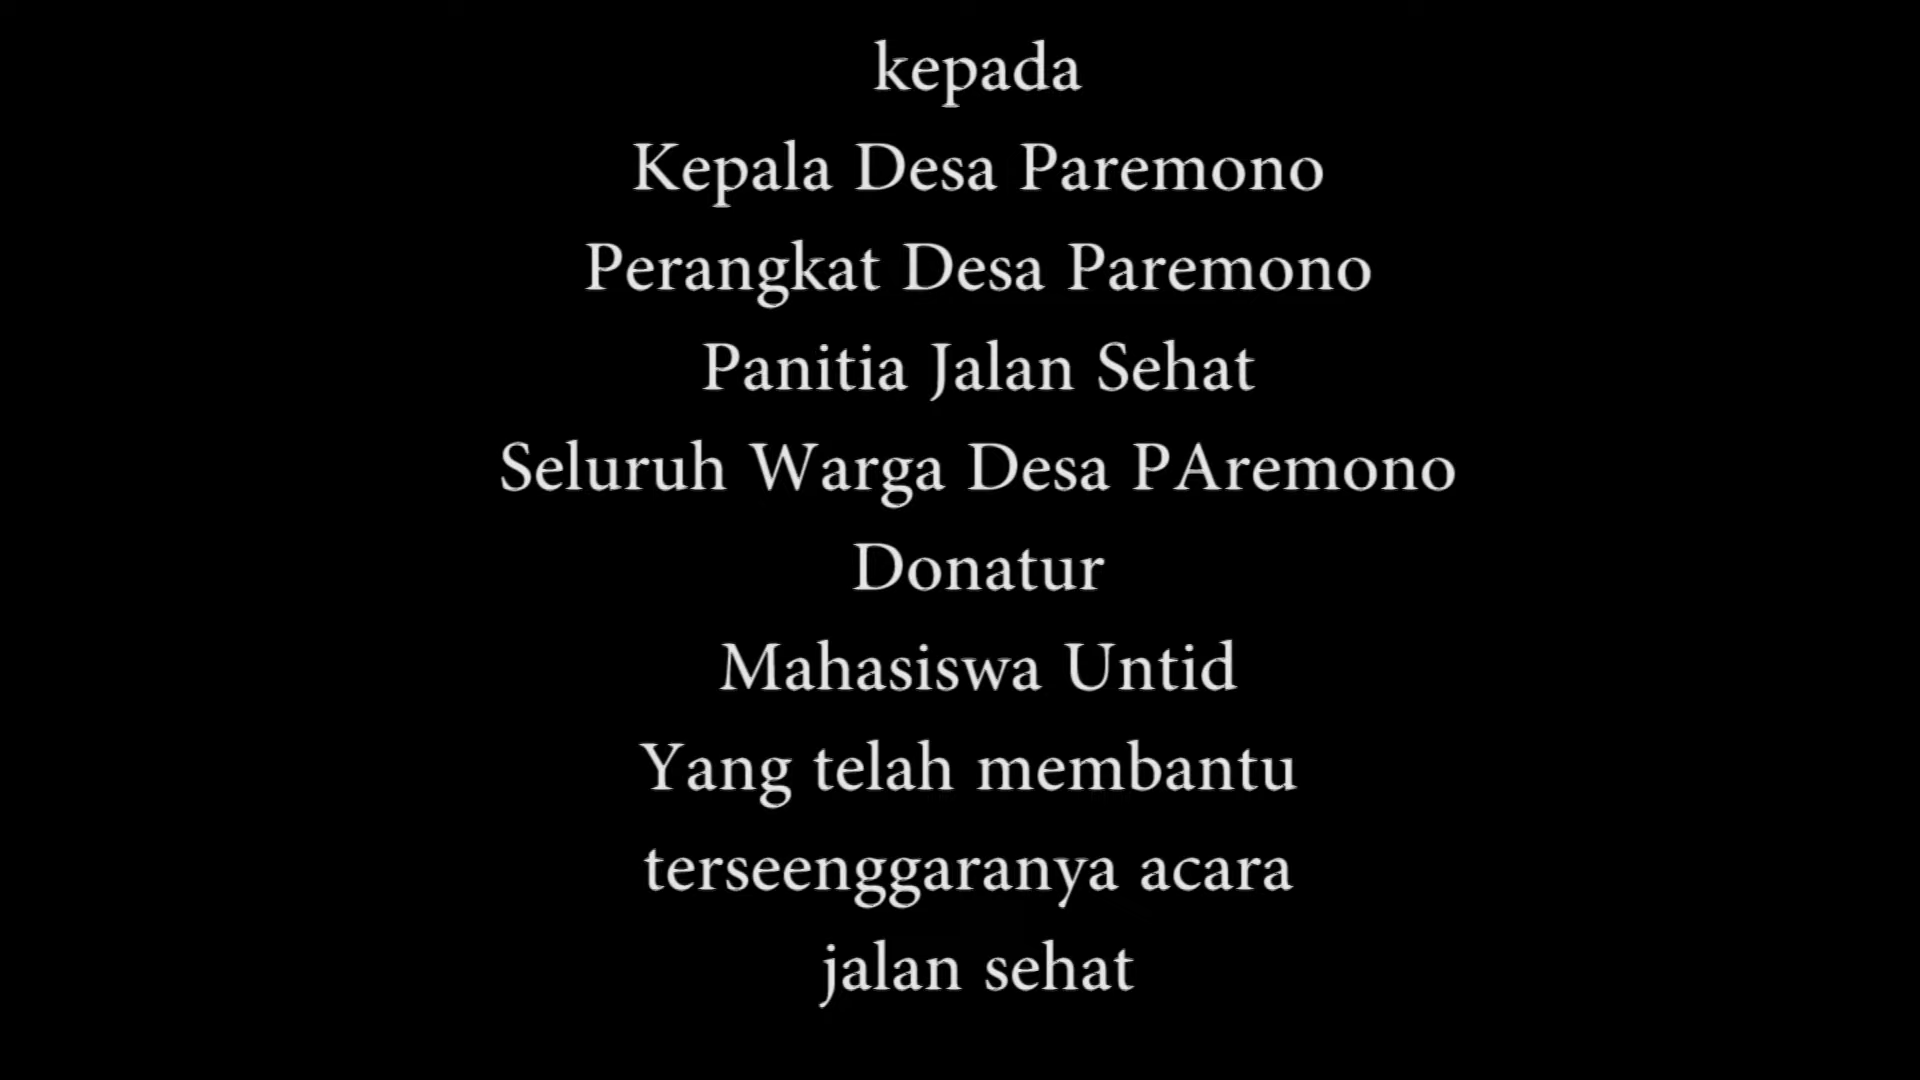 kepada
Kepala Desa Paremono
Perangkat Desa Paremono
Panitia Jalan Sehat
Seluruh Warga Desa PAremono
Donatur
Mahasiswa Untid
Yang telah membantu
terseenggaranya acara
jalan sehat